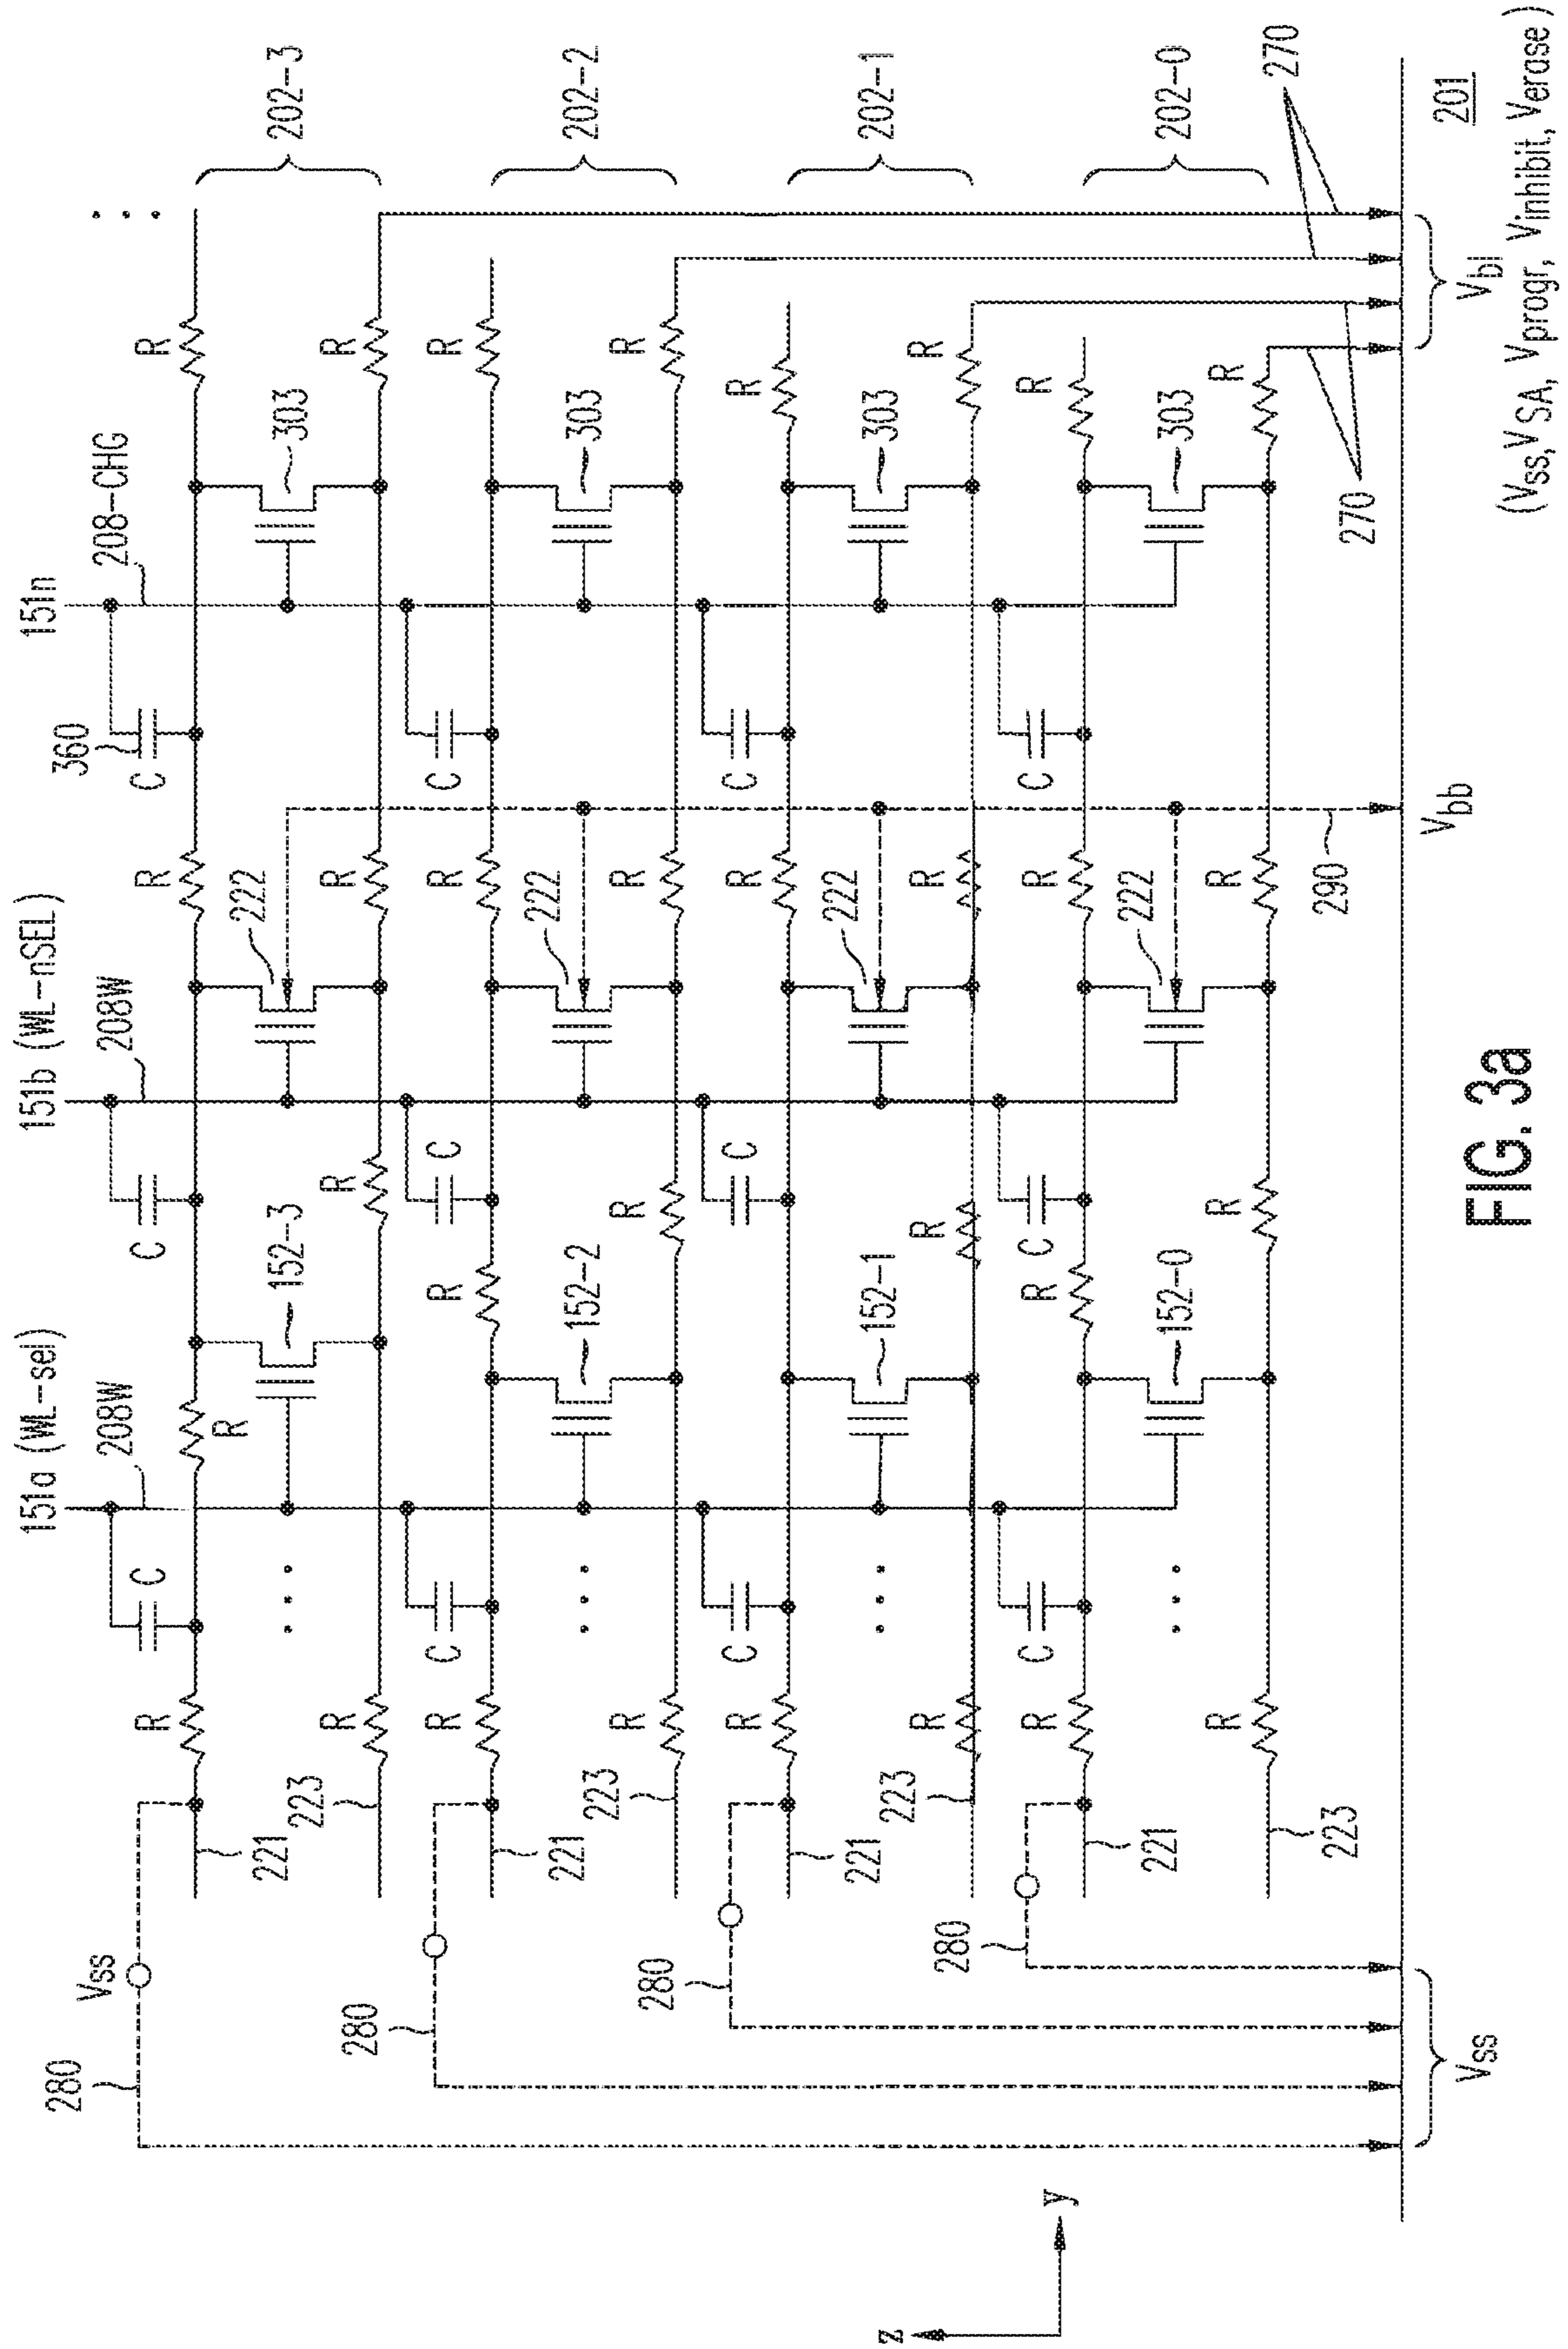 280
Vss
151a (WL-sel)
208W
151b (WL-nSEL)
208W
151n
208-CHG
360
C
C
R
R
R
R
R
221
152-3
222
303
202-3
R
R
R
R
223
280
C
C
C
R
R
R
R
221
152-2
222
303
202-2
R
R
R
R
223
280
C
C
C
R
R
R
221
152-1
222
303
202-1
R
R
R
R
223
280
C
C
C
R
R
R
R
221
152-0
222
303
202-0
R
R
R
R
223
290
270
270
z
y
Vss
Vbb
Vbl
201
(Vss, VSA, Vprogr, Vinhibit, Verase)
FIG. 3a